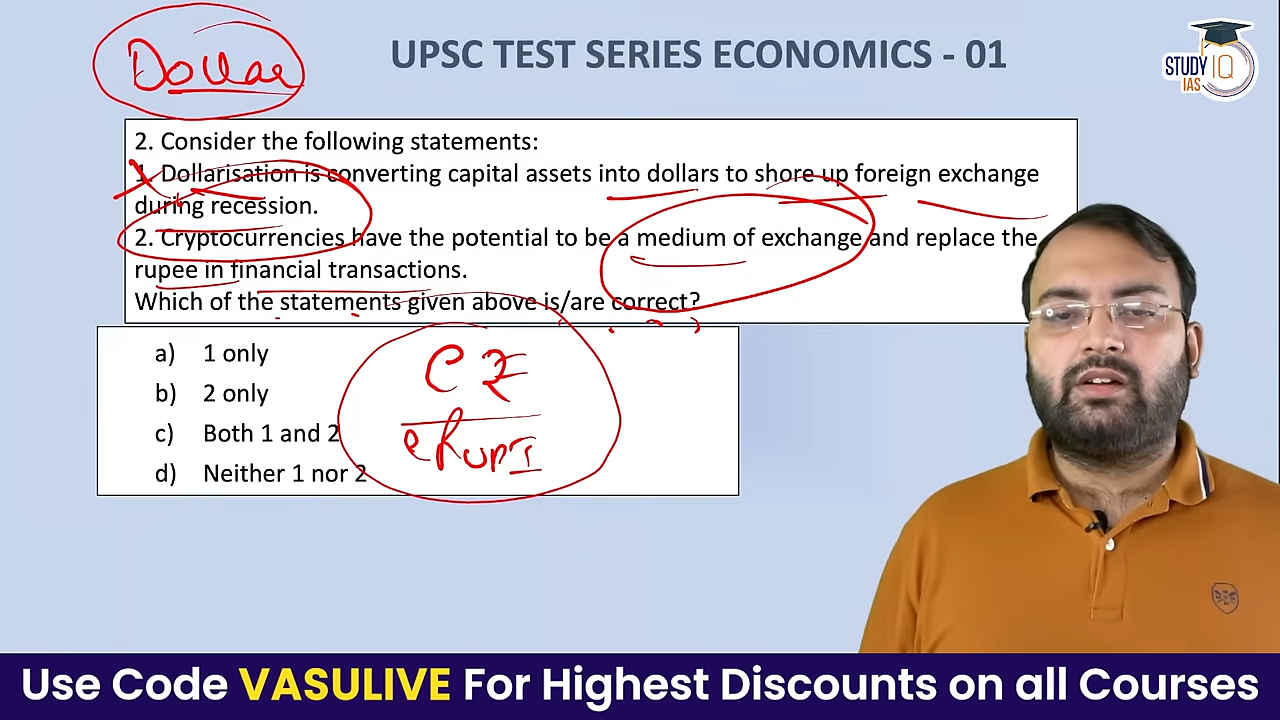 Dollar
UPSC TEST SERIES ECONOMICS - 01
STUDY IQ
IAS
2. Consider the following statements:
1. Dollarisation is converting capital assets into dollars to shore up foreign exchange
during recession.
2. Cryptocurrencies have the potential to be a medium of exchange and replace the
rupee in financial transactions.
Which of the statements given above is/are correct?
a) 1 only
b) 2 only
c) Both 1 and 2
d) Neither 1 nor 2
e ₹
eRUPI
Use Code VASULIVE For Highest Discounts on all Courses